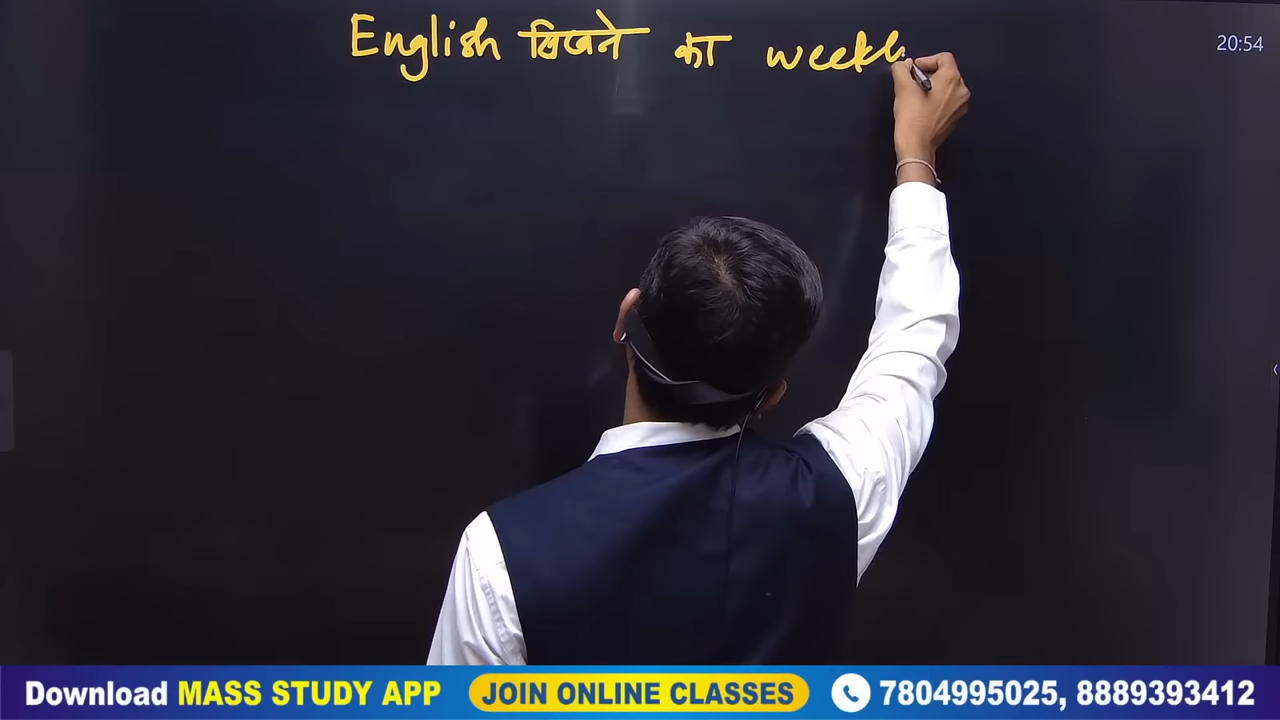 English सिखने का weekl
20:54
Download MASS STUDY APP JOIN ONLINE CLASSES 7804995025, 8889393412